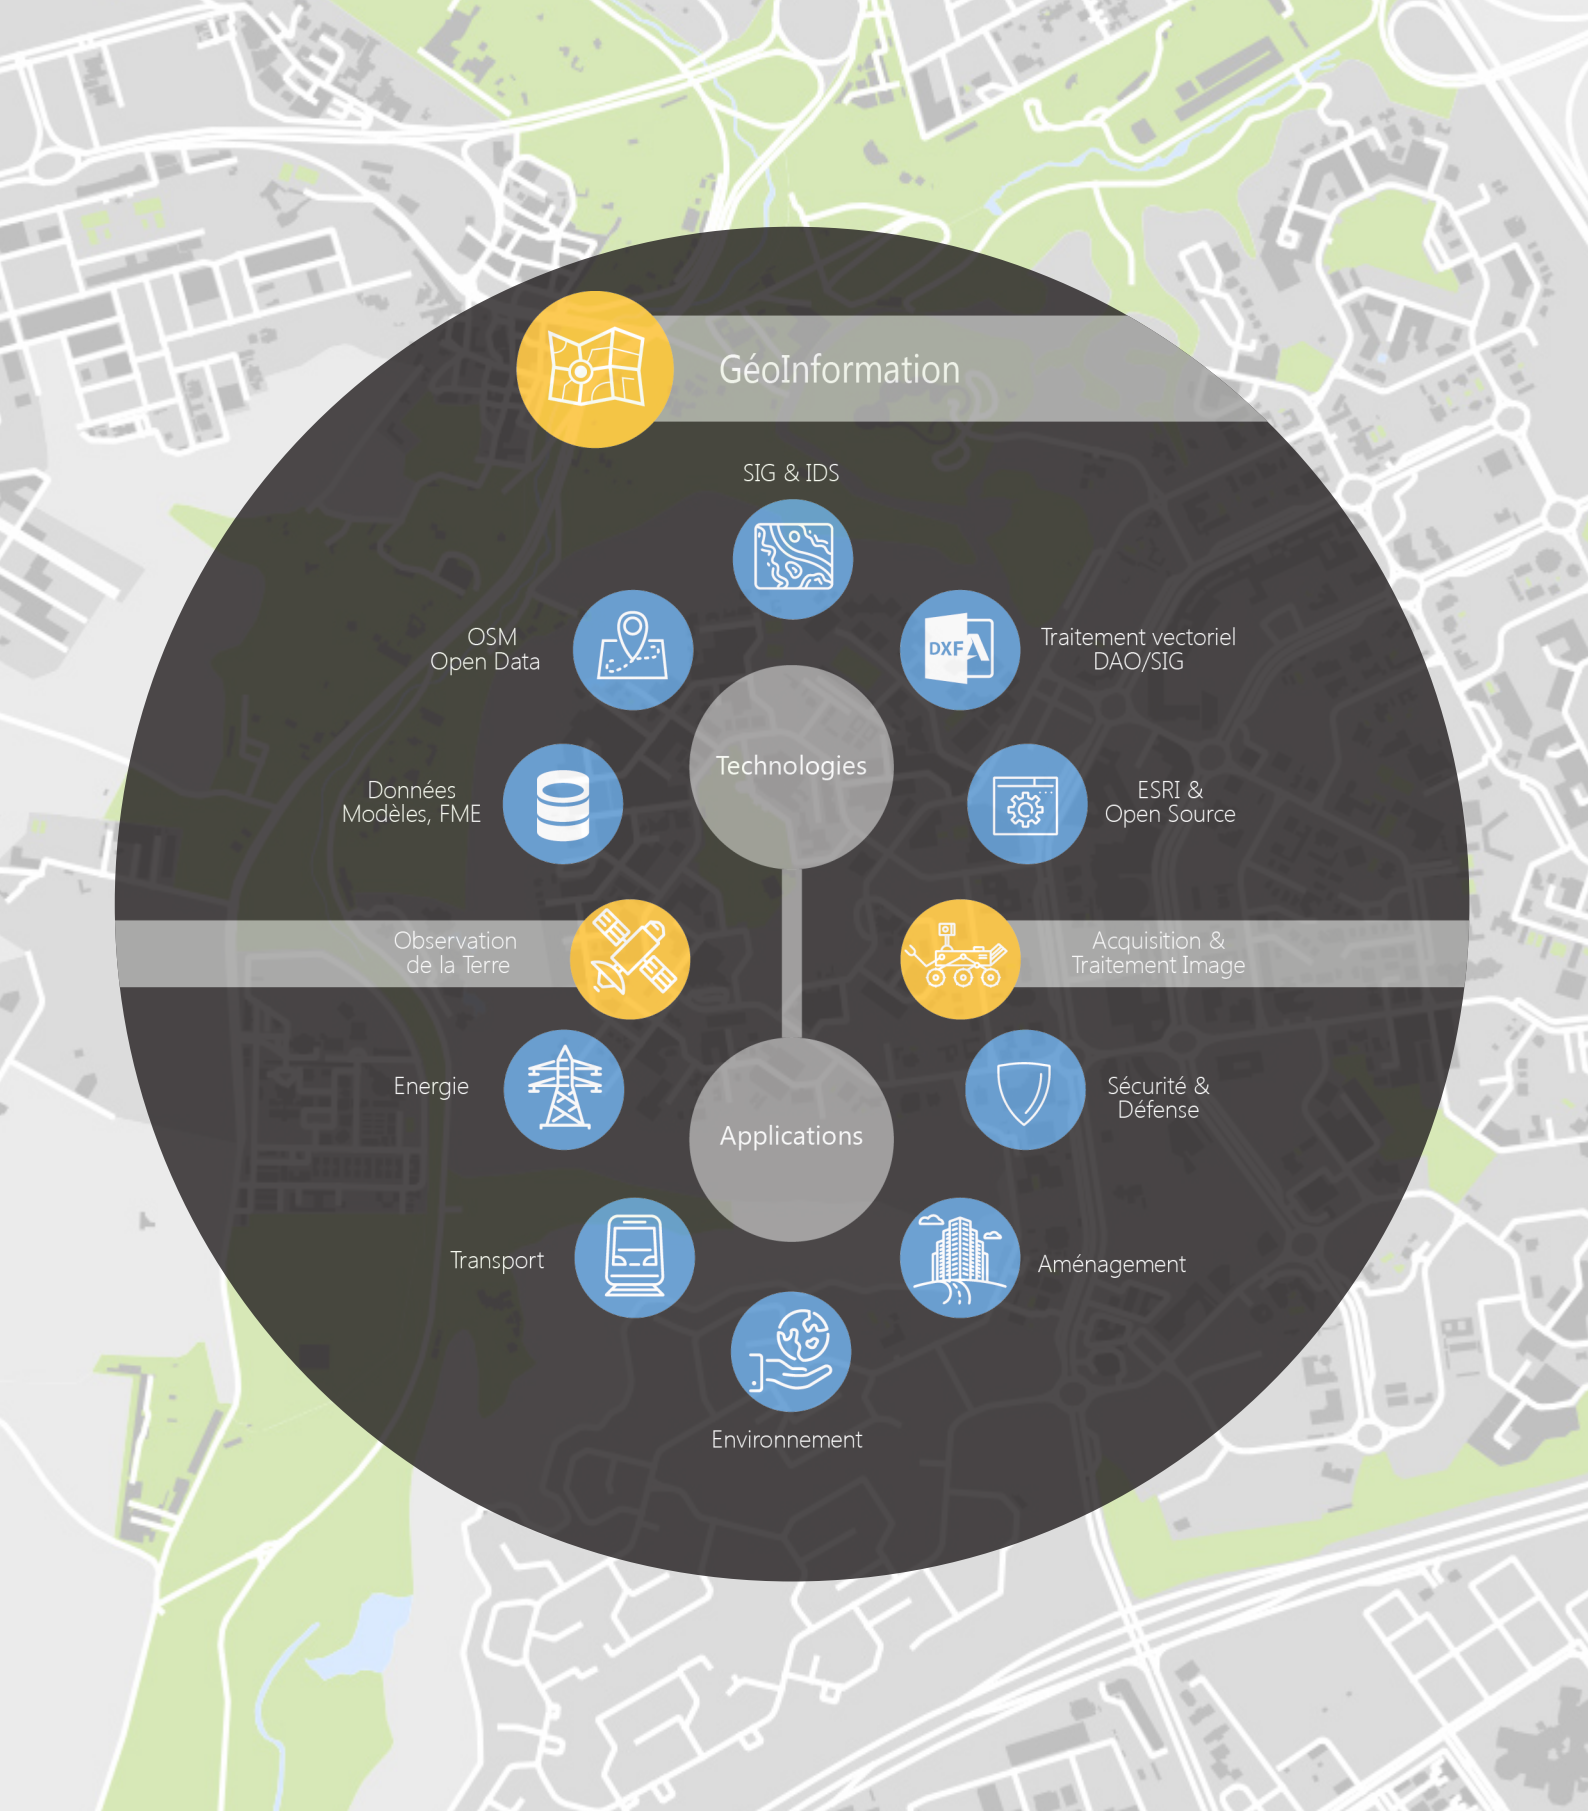 GéoInformation
SIG & IDS
OSM
Open Data
DXF
Traitement vectoriel
DAO/SIG
Technologies
Données
Modèles, FME
ESRI &
Open Source
Observation
de la Terre
Acquisition &
Traitement Image
Energie
Sécurité &
Défense
Applications
Transport
Aménagement
Environnement